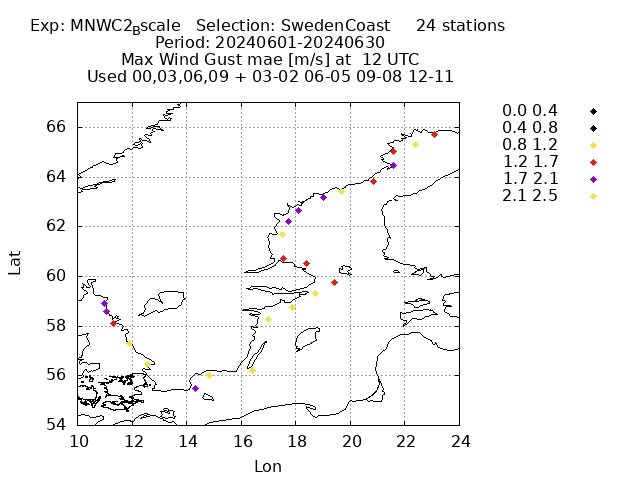 Exp: MNWC2Bscale   Selection: SwedenCoast     24 stations
Period: 20240601-20240630
Max Wind Gust mae [m/s] at  12 UTC
Used 00,03,06,09 + 03-02 06-05 09-08 12-11
0.0 0.4
0.4 0.8
0.8 1.2
1.2 1.7
1.7 2.1
2.1 2.5
66
64
62
60
58
56
54
Lat
10 12 14 16 18 20 22 24
Lon